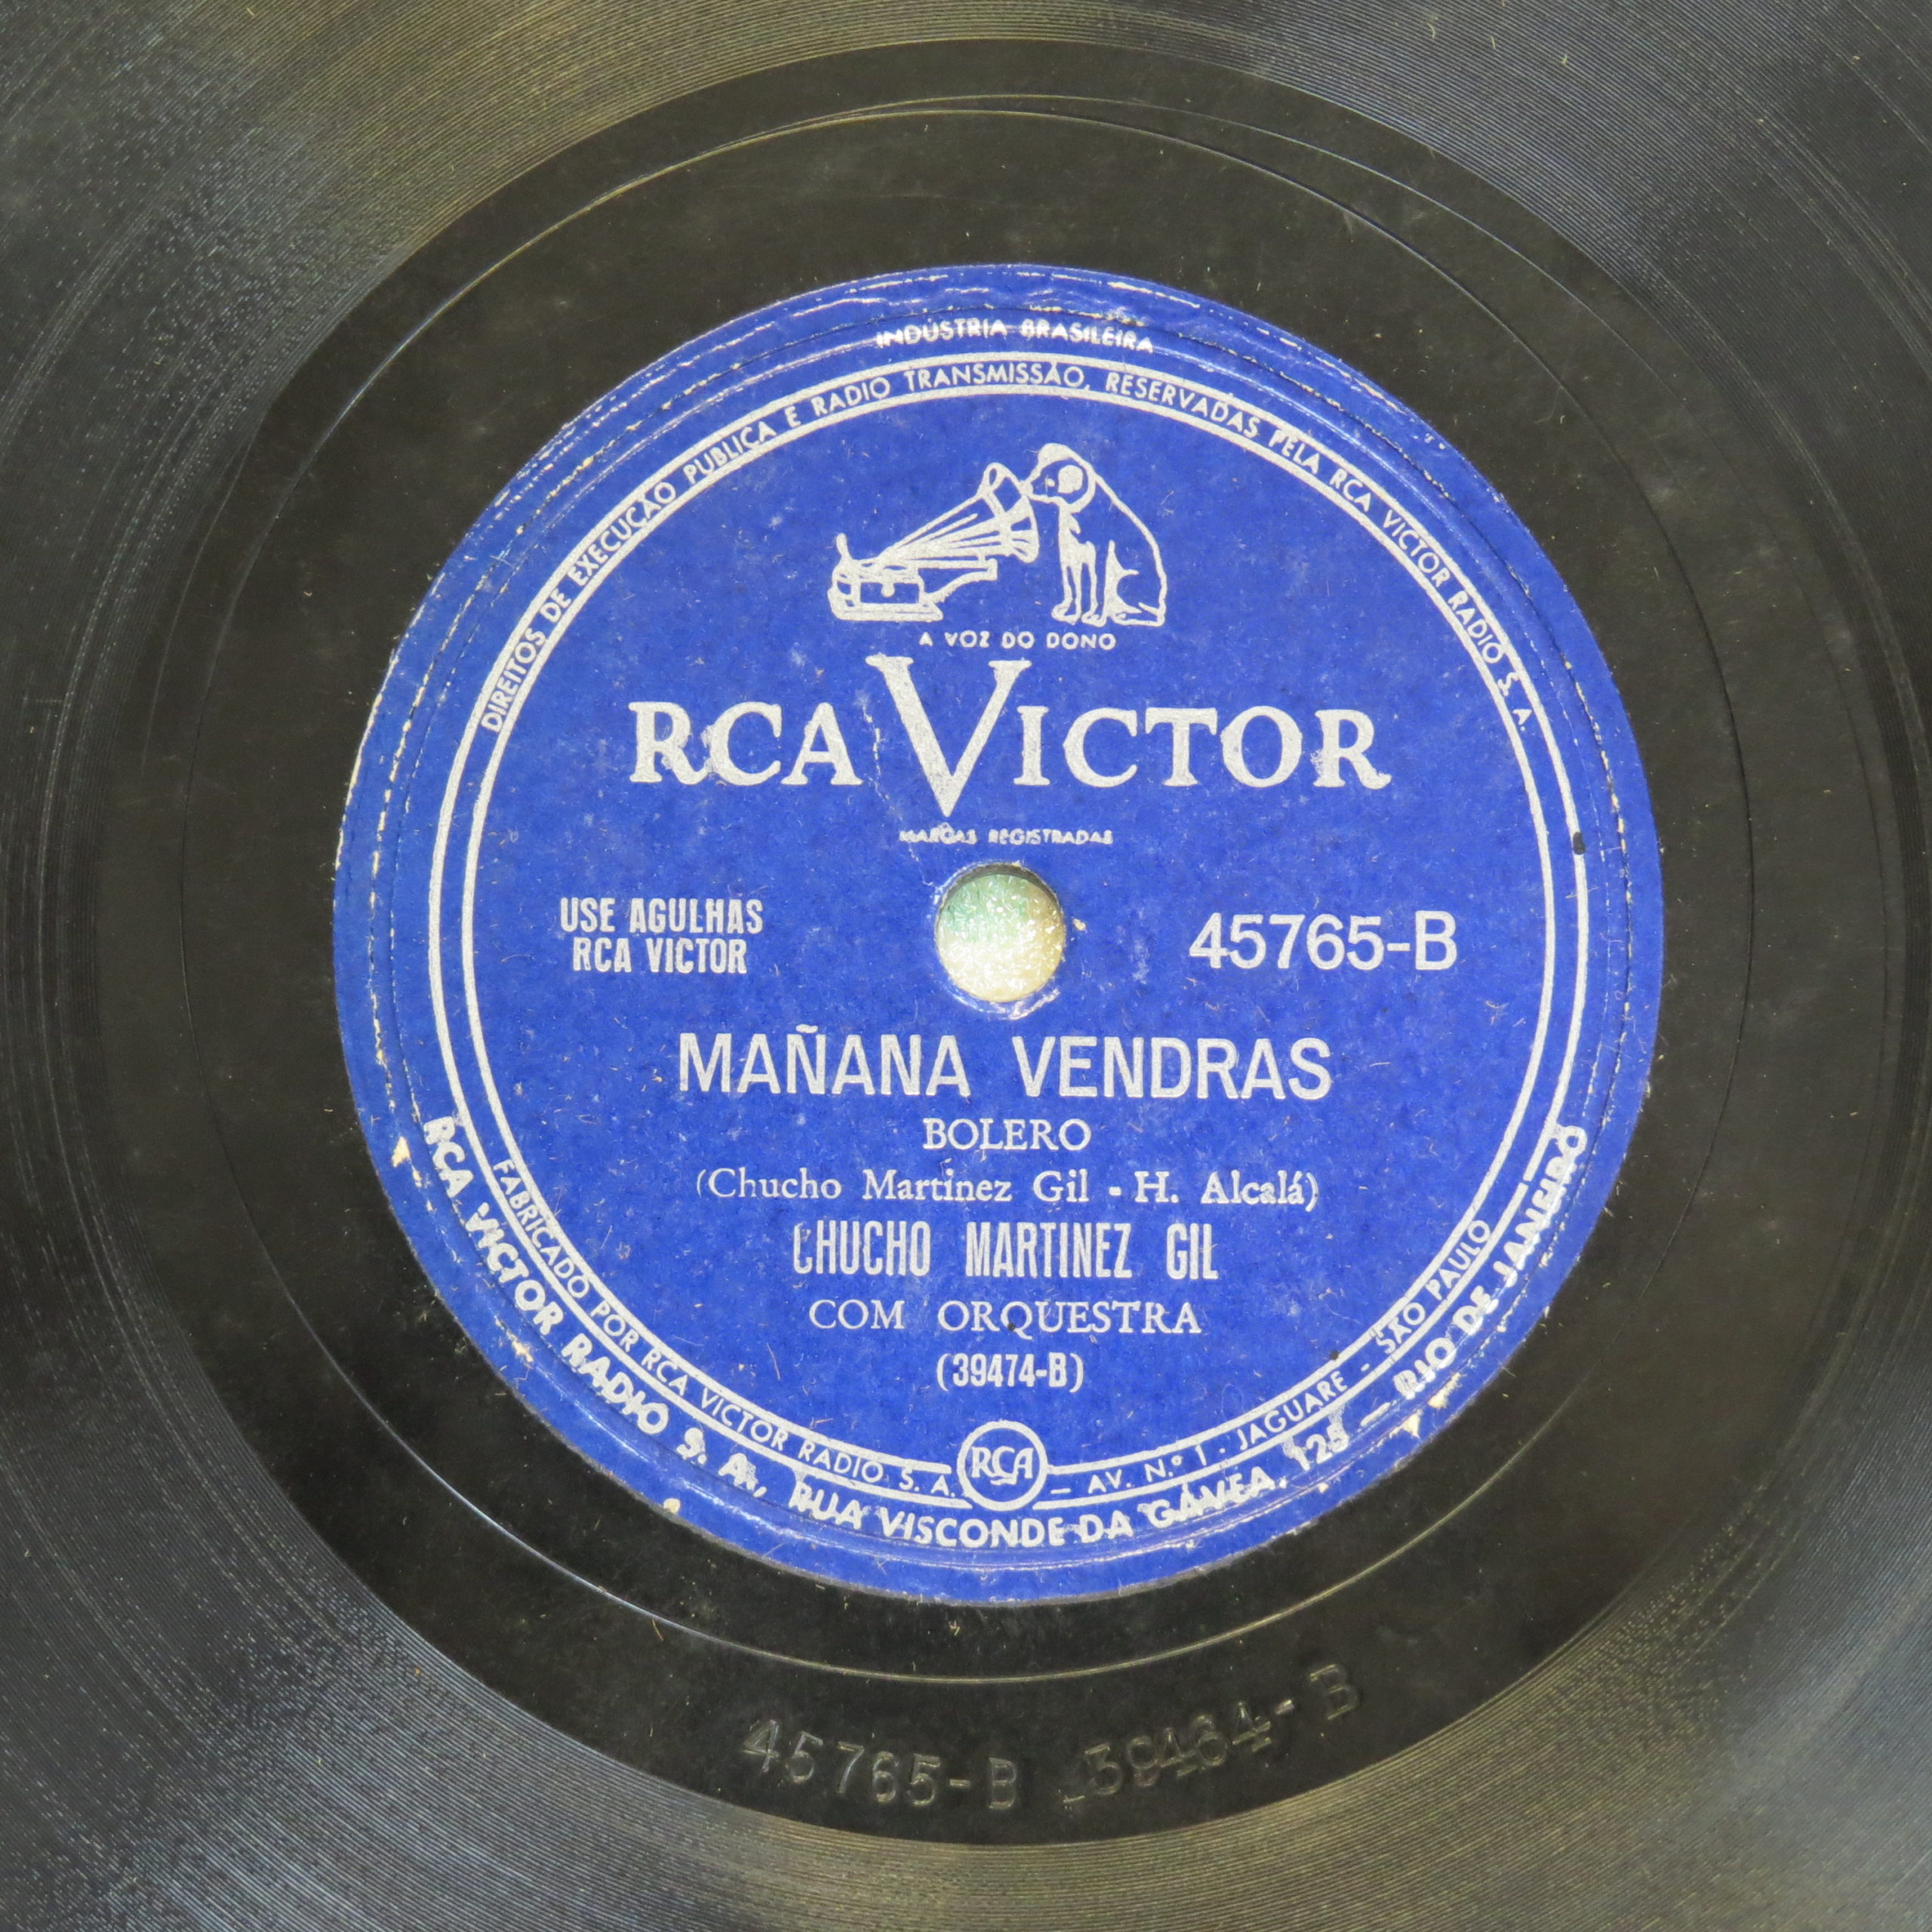 INDÚSTRIA BRASILEIRA
DIREITOS DE EXECUÇÃO PUBLICA E RADIO TRANSMISSÃO, RESERVADAS PELA RCA VICTOR RADIO S. A.
A VOZ DO DONO
RCA VICTOR
MARCAS REGISTRADAS
USE AGULHAS
RCA VICTOR
45765-B
MAÑANA VENDRAS
BOLERO
(Chucho Martinez Gil - H. Alcalá)
CHUCHO MARTINEZ GIL
COM ORQUESTRA
(39474-B)
RCA
FABRICADO POR RCA VICTOR RADIO S. A. — AV. N.º 1 - JAGUARE - SÃO PAULO
RCA VICTOR RADIO S. A., RUA VISCONDE DA GÁVEA, 125 — RIO DE JANEIRO
45765-B 39464-B